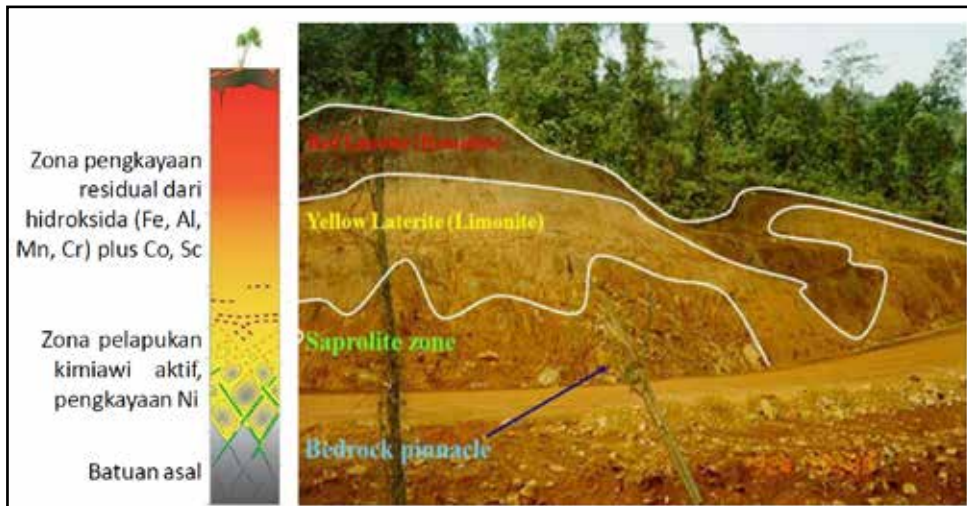 Zona pengkayaan
residual dari
hidroksida (Fe, Al,
Mn, Cr) plus Co, Sc
Zona pelapukan
kimiawi aktif,
pengkayaan Ni
Batuan asal
Red Laterite
Yellow Laterite (Limonite)
Saprolite zone
Bedrock pinnacle